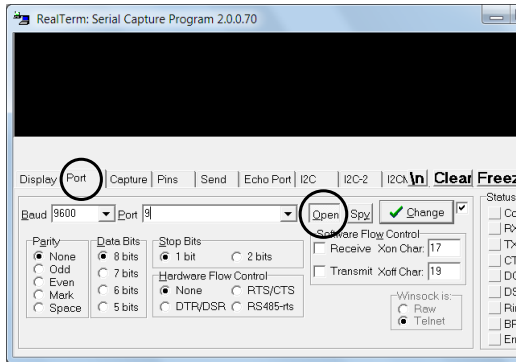 RealTerm: Serial Capture Program 2.0.0.70
Display Port Capture Pins Send Echo Port I2C I2C-2 \n Clear
Status
Baud 9600 Port 9 Open Spy Change
Parity Data Bits Stop Bits Software Flow Control
None 8 bits 1 bit 2 bits Receive Xon Char: 17
Odd 7 bits Hardware Flow Control Transmit Xoff Char: 19
Even 6 bits None RTS/CTS
Mark 5 bits DTR/DSR RS485-rts
Space
Winsock is:
Raw
Telnet